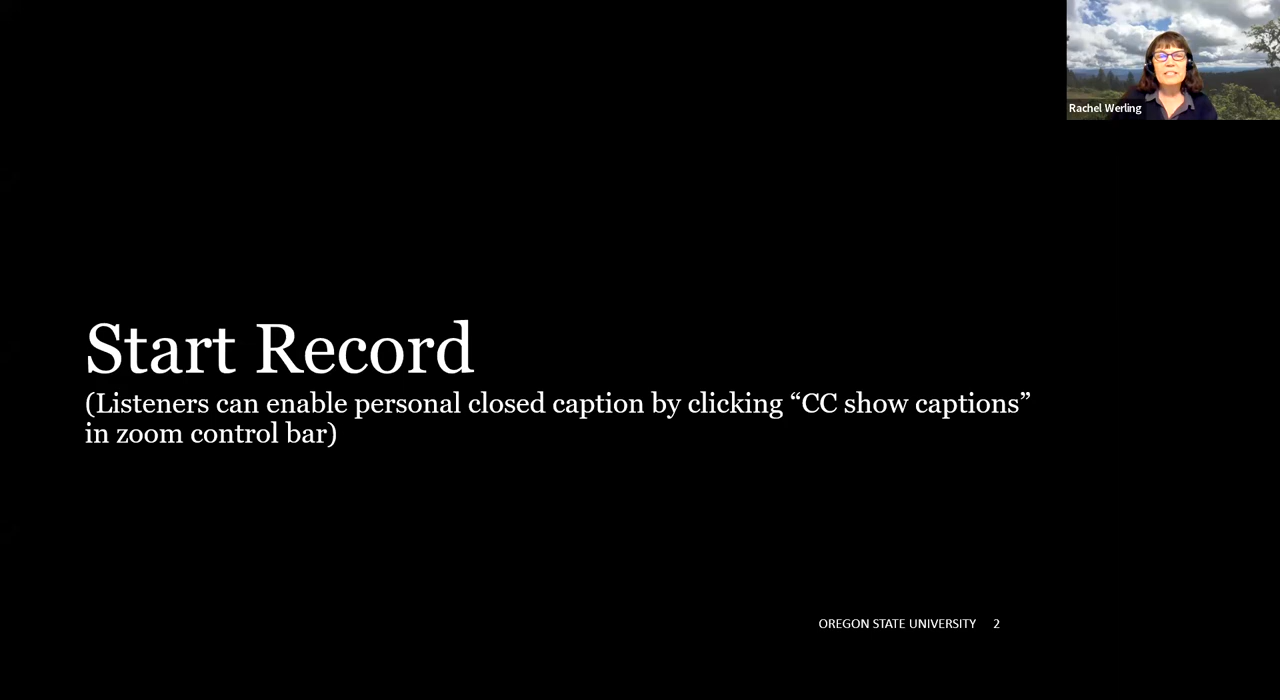 Rachel Werling
Start Record
(Listeners can enable personal closed caption by clicking “CC show captions”
in zoom control bar)
OREGON STATE UNIVERSITY 2